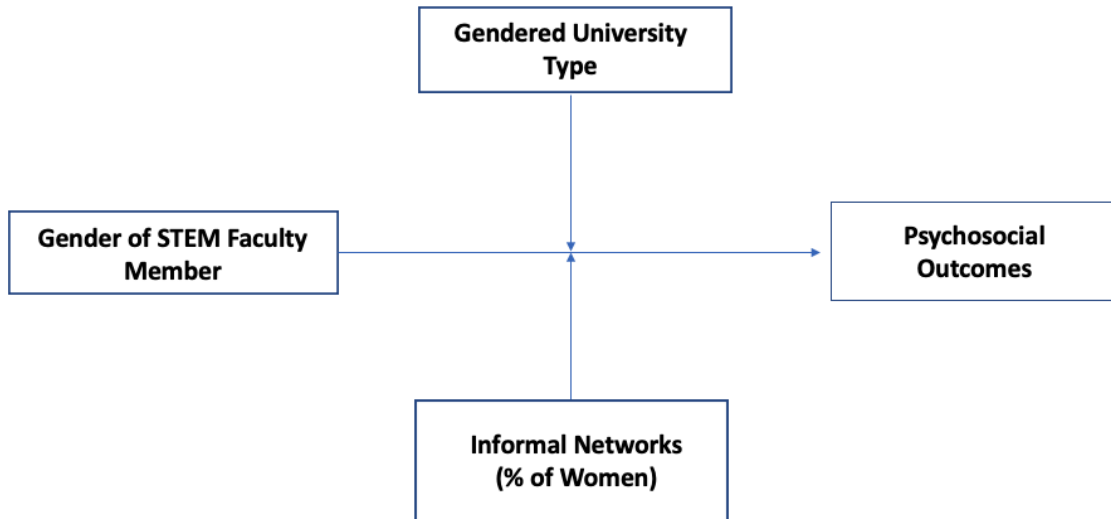 Gendered University
Type
Gender of STEM Faculty
Member
Psychosocial
Outcomes
Informal Networks
(% of Women)